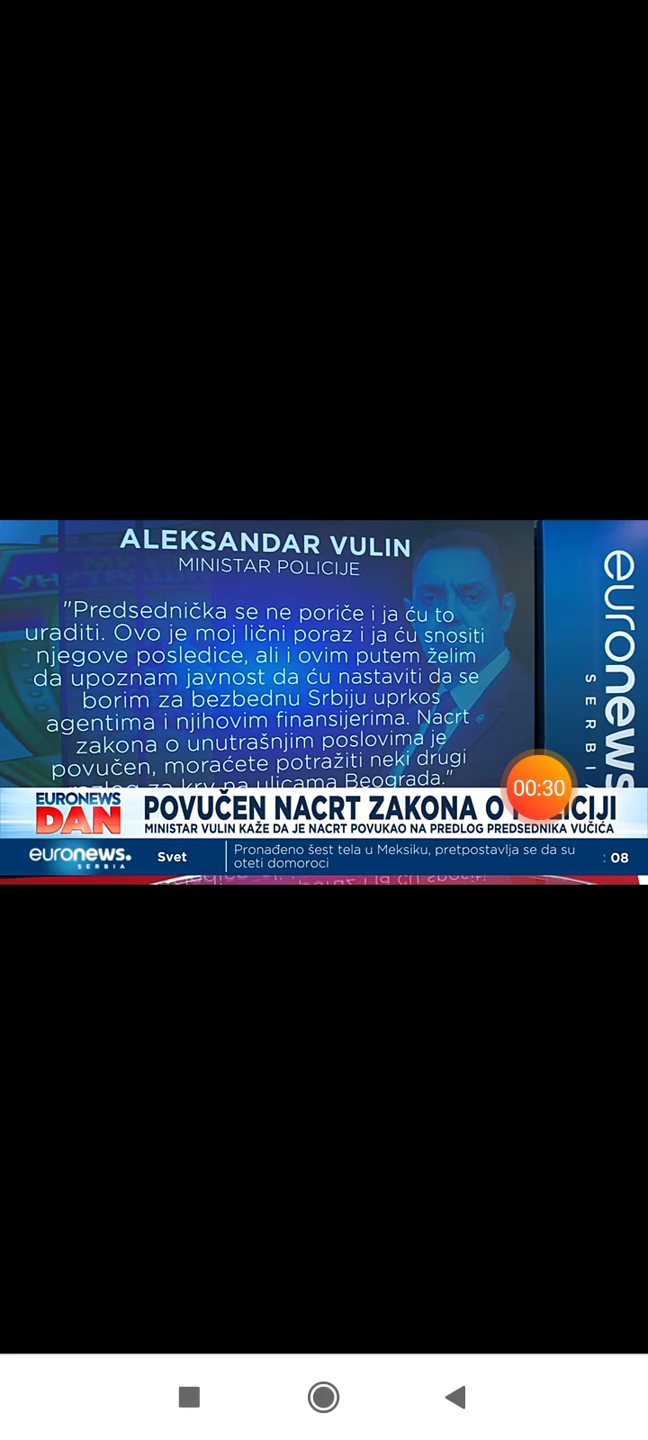 ALEKSANDAR VULIN
MINISTAR POLICIJE
"Predsednička se ne poriče i ja ću to
uraditi. Ovo je moj lični poraz i ja ću snositi
njegove posledice, ali i ovim putem želim
da upoznam javnost da ću nastaviti da se
borim za bezbednu Srbiju uprkos
agentima i njihovim finansijerima. Nacrt
zakona o unutrašnjim poslovima je
povučen, moraćete potražiti neki drugi
za krv na ulicama Beograda."
euronews
SERBIA
00:30
EURONEWS
DAN
POVUČEN NACRT ZAKONA O
MINISTAR VULIN KAŽE DA JE NACRT POVUKAO NA PREDLOG PREDSEDNIKA VUČIĆA
euronews.
SERBIA
Svet
Pronađeno šest tela u Meksiku, pretpostavlja se da su
oteti domoroci
: 08